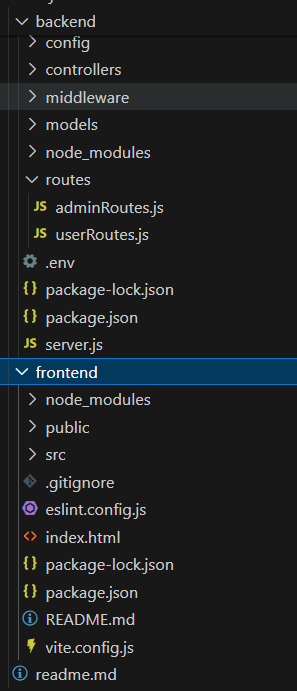 backend
config
controllers
middleware
models
node_modules
routes
JS adminRoutes.js
JS userRoutes.js
.env
{} package-lock.json
{} package.json
JS server.js
frontend
node_modules
public
src
.gitignore
eslint.config.js
<> index.html
{} package-lock.json
{} package.json
README.md
vite.config.js
readme.md